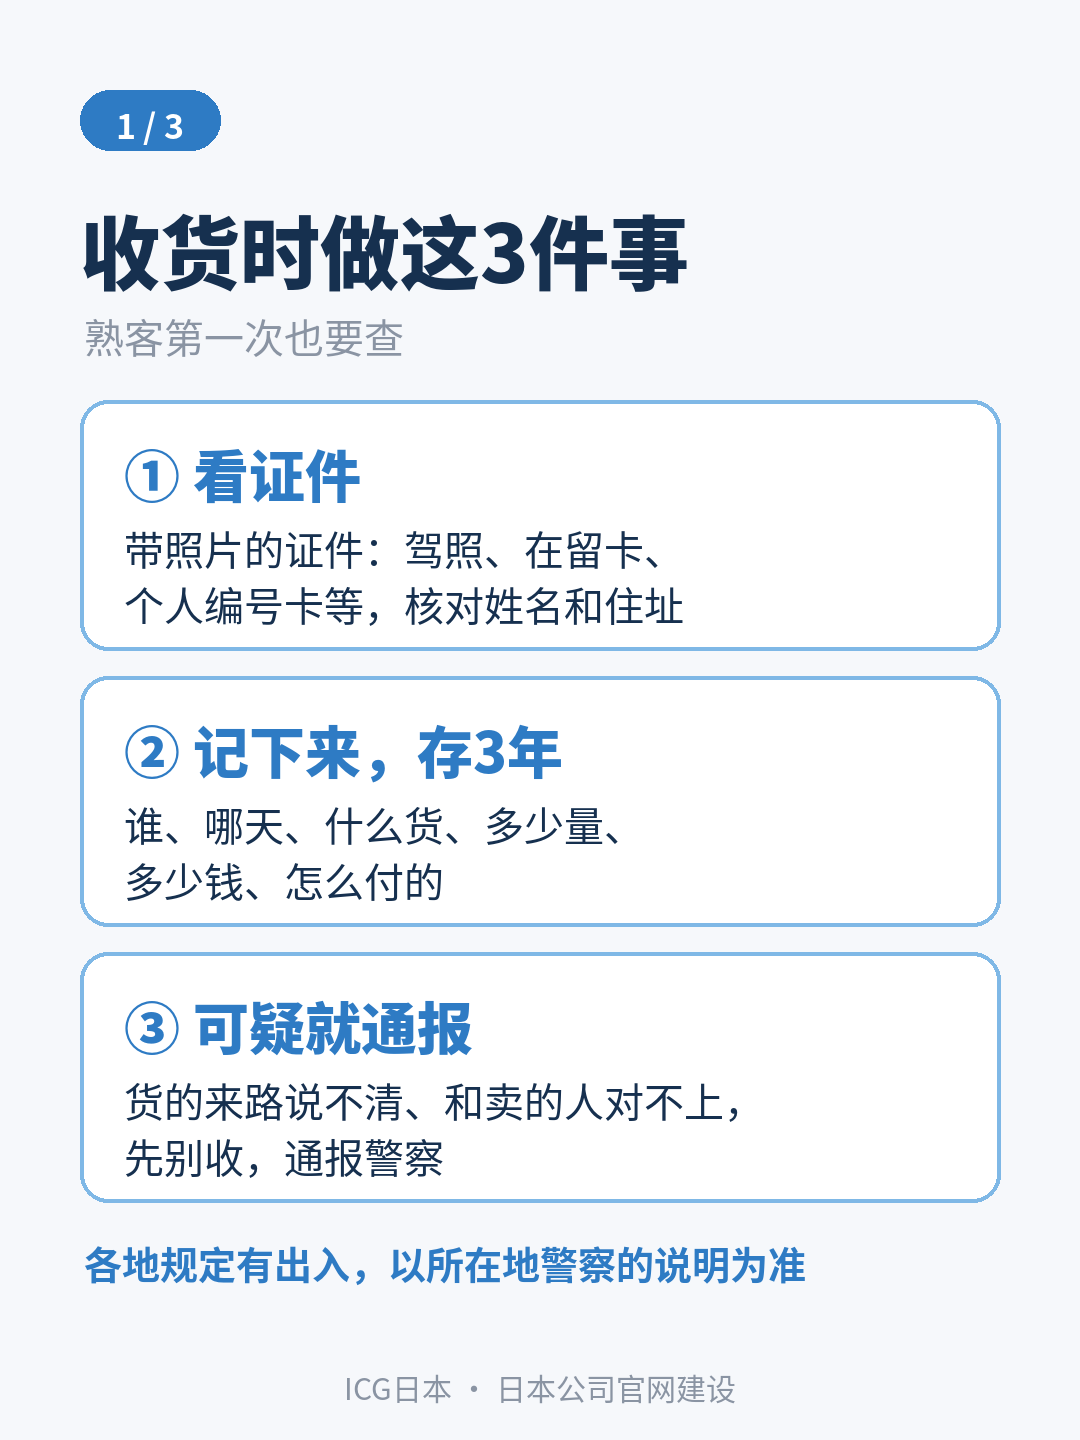 1 / 3
收货时做这3件事
熟客第一次也要查
① 看证件
带照片的证件：驾照、在留卡、
个人编号卡等，核对姓名和住址
② 记下来，存3年
谁、哪天、什么货、多少量、
多少钱、怎么付的
③ 可疑就通报
货的来路说不清、和卖的人对不上，
先别收，通报警察
各地规定有出入，以所在地警察的说明为准
ICG日本 · 日本公司官网建设